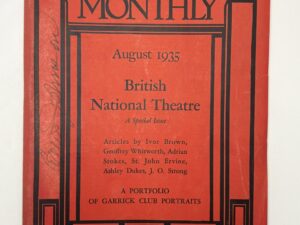 MONTHLY
August 1935
British
National Theatre
A Special Issue
Articles by Ivor Brown,
Geoffrey Whitworth, Adrian
Stokes, St. John Ervine,
Ashley Dukes, J. O. Strong
A PORTFOLIO
OF GARRICK CLUB PORTRAITS